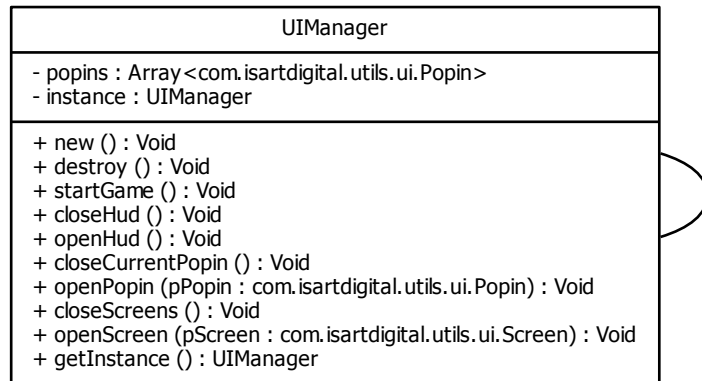 UIManager
- popins : Array<com.isartdigital.utils.ui.Popin>
- instance : UIManager
+ new () : Void
+ destroy () : Void
+ startGame () : Void
+ closeHud () : Void
+ openHud () : Void
+ closeCurrentPopin () : Void
+ openPopin (pPopin : com.isartdigital.utils.ui.Popin) : Void
+ closeScreens () : Void
+ openScreen (pScreen : com.isartdigital.utils.ui.Screen) : Void
+ getInstance () : UIManager